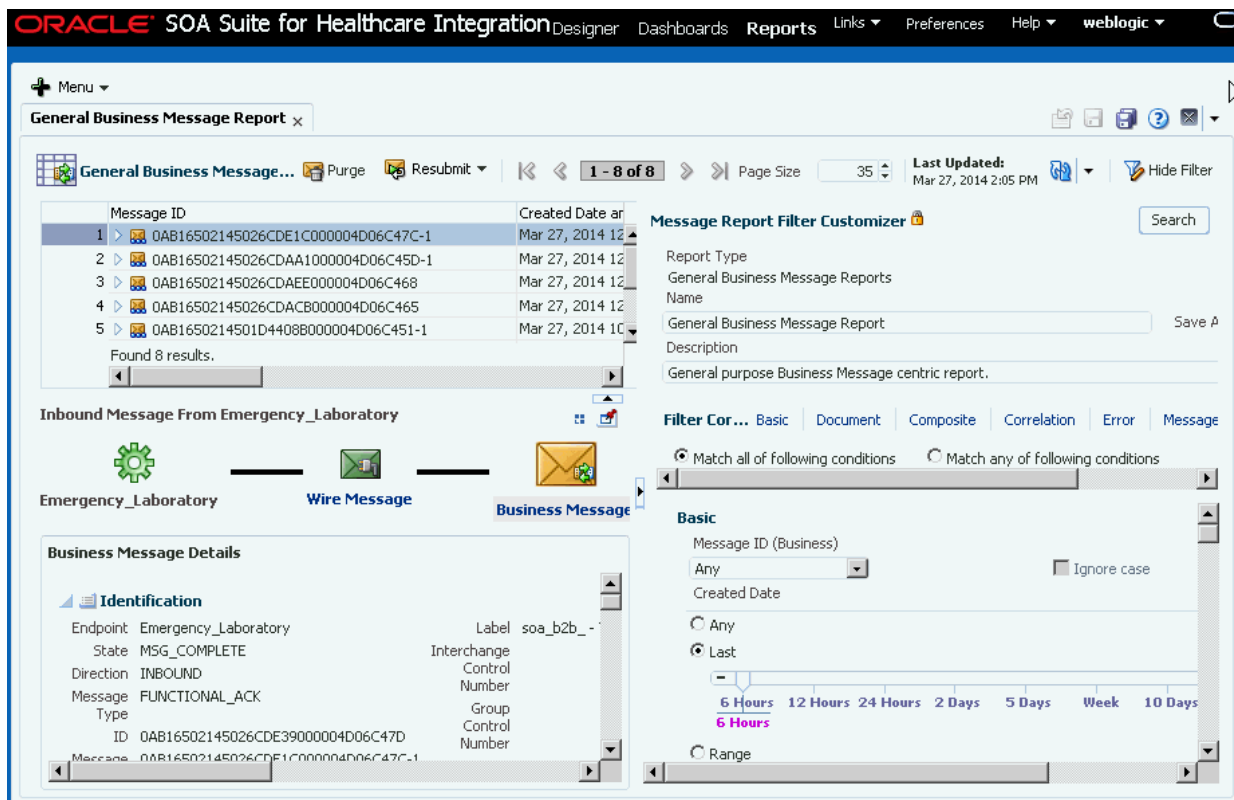 ORACLE SOA Suite for Healthcare Integration Designer Dashboards Reports Links Preferences Help weblogic
Menu
General Business Message Report
General Business Message... Purge Resubmit 1 - 8 of 8 Page Size 35 Last Updated: Mar 27, 2014 2:05 PM Hide Filter
Message ID Created Date ar
1 0AB16502145026CDE1C000004D06C47C-1 Mar 27, 2014 12
2 0AB16502145026CDAA1000004D06C45D-1 Mar 27, 2014 12
3 0AB16502145026CDAEE000004D06C468 Mar 27, 2014 12
4 0AB16502145026CDACB000004D06C465 Mar 27, 2014 12
5 0AB1650214501D4408B000004D06C451-1 Mar 27, 2014 10
Found 8 results.
Inbound Message From Emergency_Laboratory
Emergency_Laboratory
Wire Message
Business Message
Business Message Details
Identification
Endpoint Emergency_Laboratory
State MSG_COMPLETE
Direction INBOUND
Message Type FUNCTIONAL_ACK
ID 0AB16502145026CDE39000004D06C47D
Message 0AB16502145026CDE1C000004D06C47C-1
Label soa_b2b_ -
Interchange Control Number
Group Control Number
Message Report Filter Customizer
Search
Report Type
General Business Message Reports
Name
General Business Message Report
Save A
Description
General purpose Business Message centric report.
Filter Cor... Basic Document Composite Correlation Error Message
Match all of following conditions Match any of following conditions
Basic
Message ID (Business)
Any
Ignore case
Created Date
Any
Last
6 Hours 12 Hours 24 Hours 2 Days 5 Days Week 10 Days
6 Hours
Range